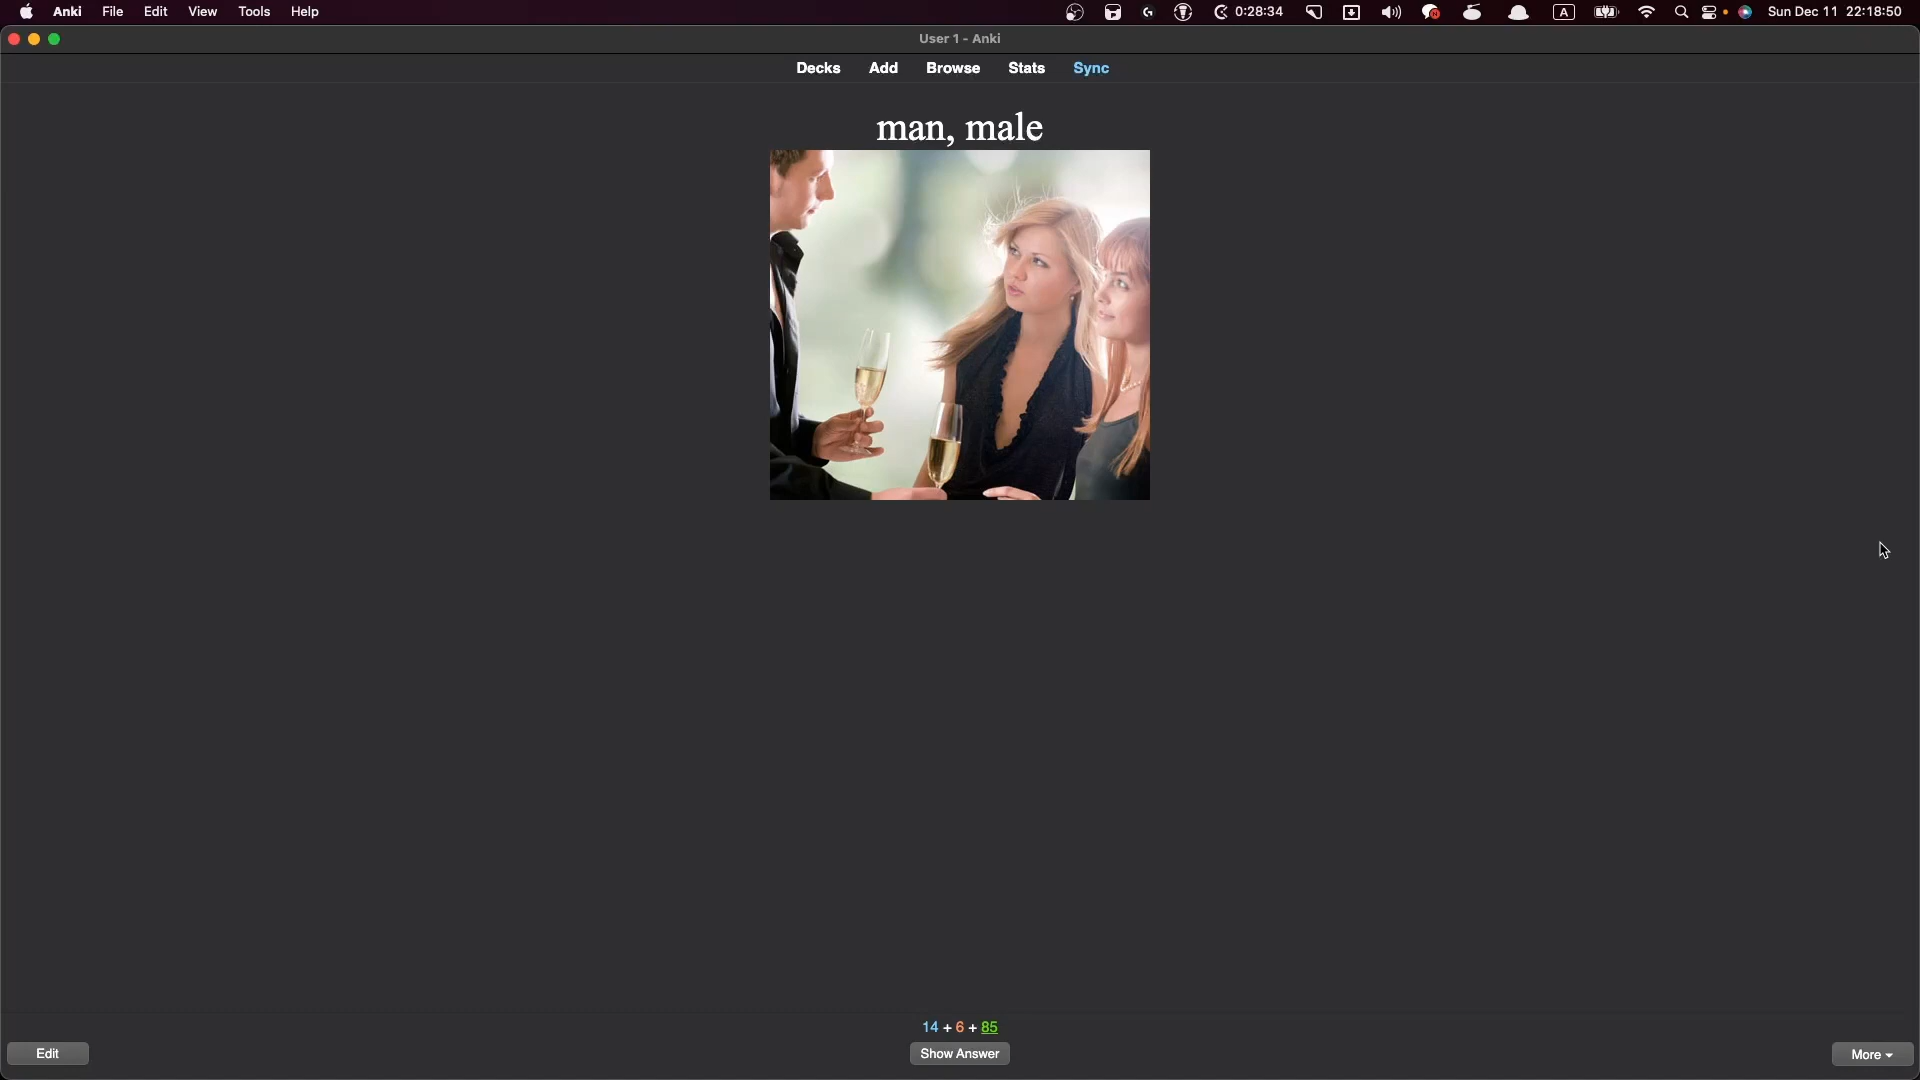 Anki File Edit View Tools Help 0:28:34 A Sun Dec 11 22:18:50
User 1 - Anki
Decks Add Browse Stats Sync
man, male
14 + 6 + 85
Edit Show Answer More